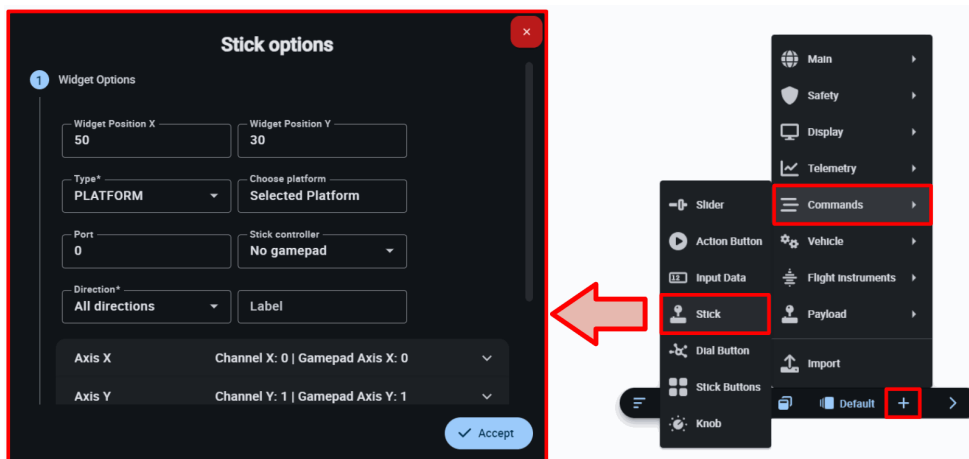 Stick options
×
1 Widget Options
Widget Position X
50
Widget Position Y
30
Type*
PLATFORM
Choose platform
Selected Platform
Port
0
Stick controller
No gamepad
Direction*
All directions
Label
Axis X Channel X: 0 | Gamepad Axis X: 0
Axis Y Channel Y: 1 | Gamepad Axis Y: 1
Accept
Slider
Action Button
Input Data
Stick
Dial Button
Stick Buttons
Knob
Main
Safety
Display
Telemetry
Commands
Vehicle
Flight Instruments
Payload
Import
Default +